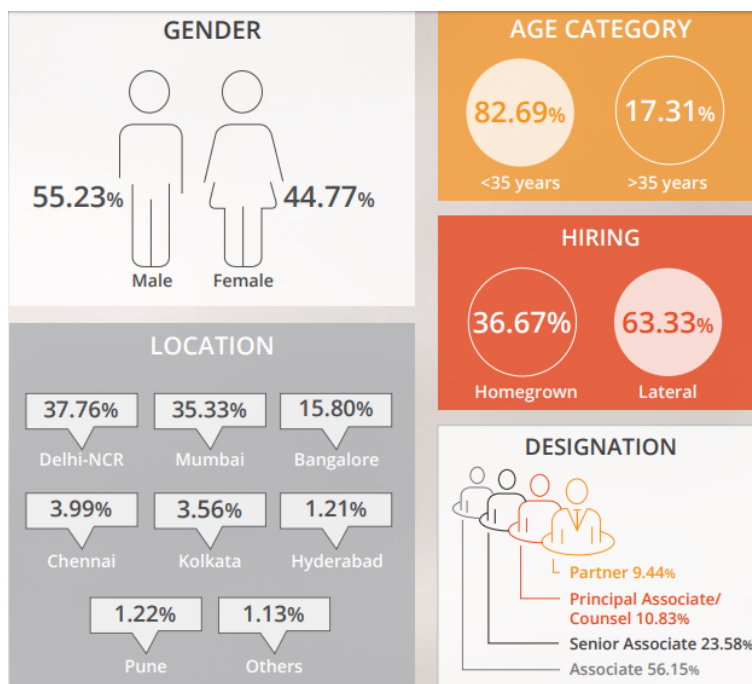 GENDER
55.23%
44.77%
Male
Female
AGE CATEGORY
82.69%
17.31%
<35 years
>35 years
HIRING
36.67%
63.33%
Homegrown
Lateral
LOCATION
37.76%
35.33%
15.80%
Delhi-NCR
Mumbai
Bangalore
3.99%
3.56%
1.21%
Chennai
Kolkata
Hyderabad
1.22%
1.13%
Pune
Others
DESIGNATION
Partner 9.44%
Principal Associate/
Counsel 10.83%
Senior Associate 23.58%
Associate 56.15%